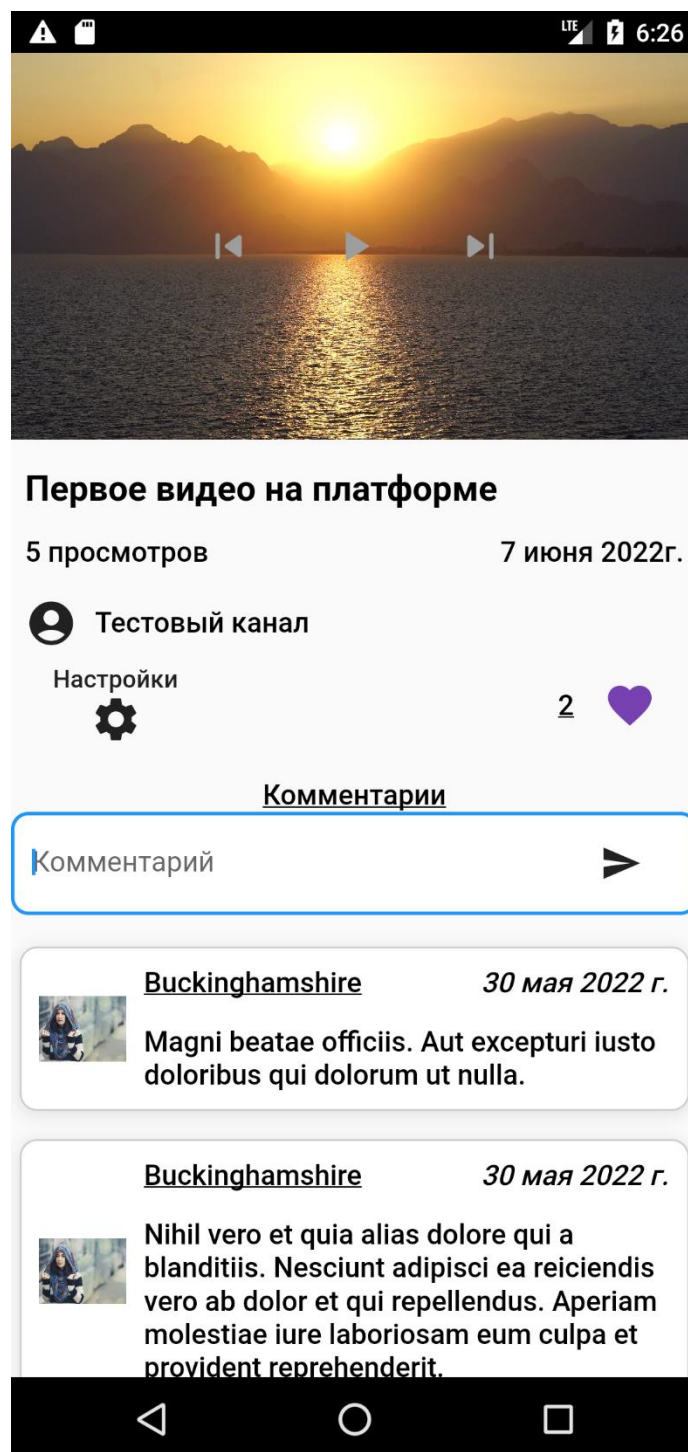 LTE 6:26
Первое видео на платформе
5 просмотров 7 июня 2022г.
Тестовый канал
Настройки
2
Комментарии
Комментарий
Buckinghamshire 30 мая 2022 г.
Magni beatae officiis. Aut excepturi iusto
doloribus qui dolorum ut nulla.
Buckinghamshire 30 мая 2022 г.
Nihil vero et quia alias dolore qui a
blanditiis. Nesciunt adipisci ea reiciendis
vero ab dolor et qui repellendus. Aperiam
molestiae iure laboriosam eum culpa et
provident reprehenderit.